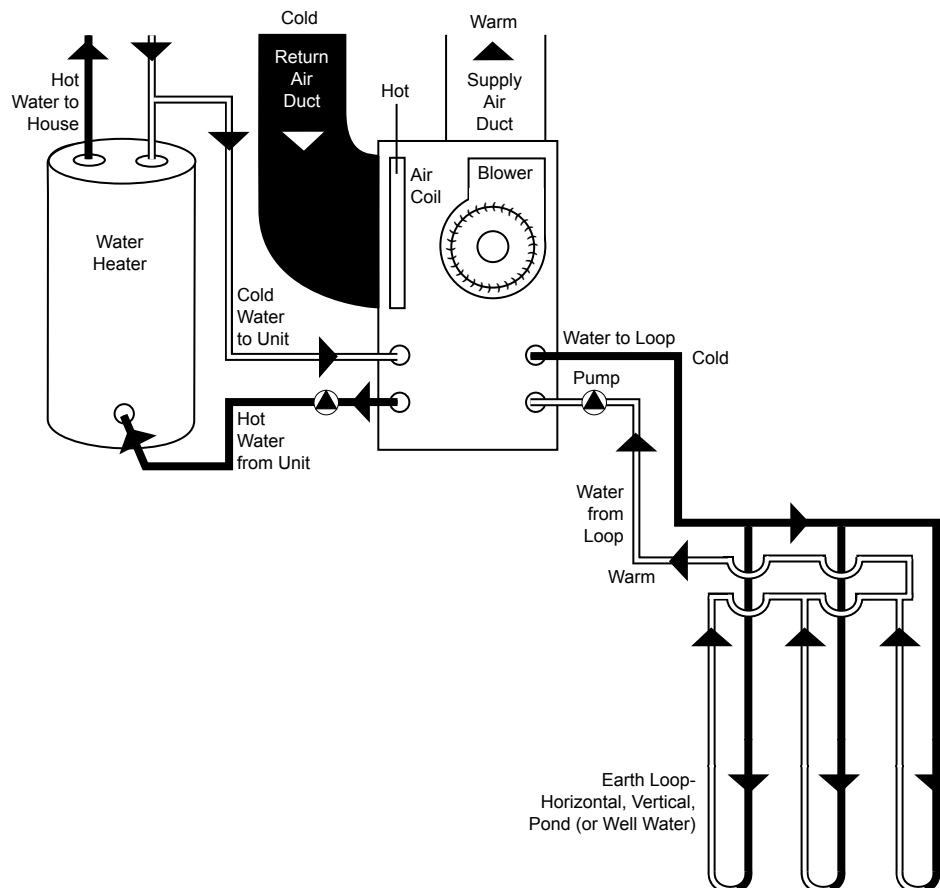 Cold
Warm
Return
Air
Duct
Hot
Water to
House
Hot
Supply
Air
Duct
Air
Coil
Blower
Water
Heater
Cold
Water
to Unit
Water to Loop
Cold
Pump
Hot
Water
from Unit
Water
from
Loop
Warm
Earth Loop-
Horizontal, Vertical,
Pond (or Well Water)